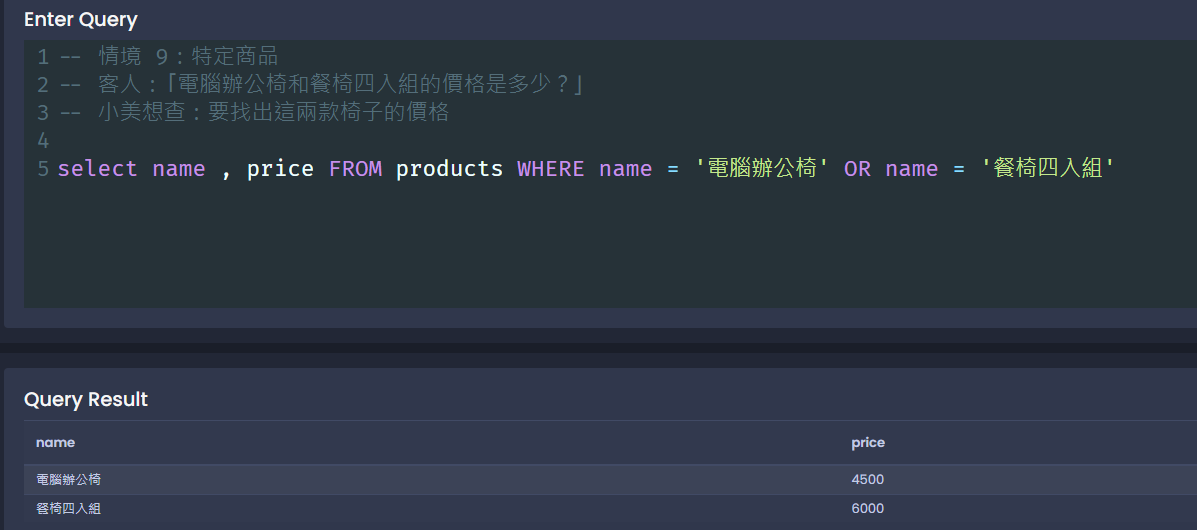 Enter Query
1 -- 情境 9：特定商品
2 -- 客人：「電腦辦公椅和餐椅四入組的價格是多少？」
3 -- 小美想查：要找出這兩款椅子的價格
4
5 select name , price FROM products WHERE name = '電腦辦公椅' OR name = '餐椅四入組'
Query Result
name price
電腦辦公椅 4500
餐椅四入組 6000